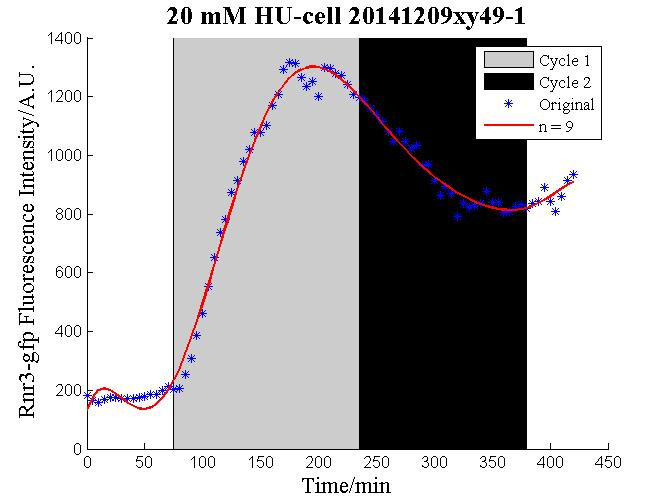 20 mM HU-cell 20141209xy49-1
Rnr3-gfp Fluorescence Intensity/A.U.
1400
1200
1000
800
600
400
200
0
Cycle 1
Cycle 2
Original
n = 9
0 50 100 150 200 250 300 350 400 450
Time/min